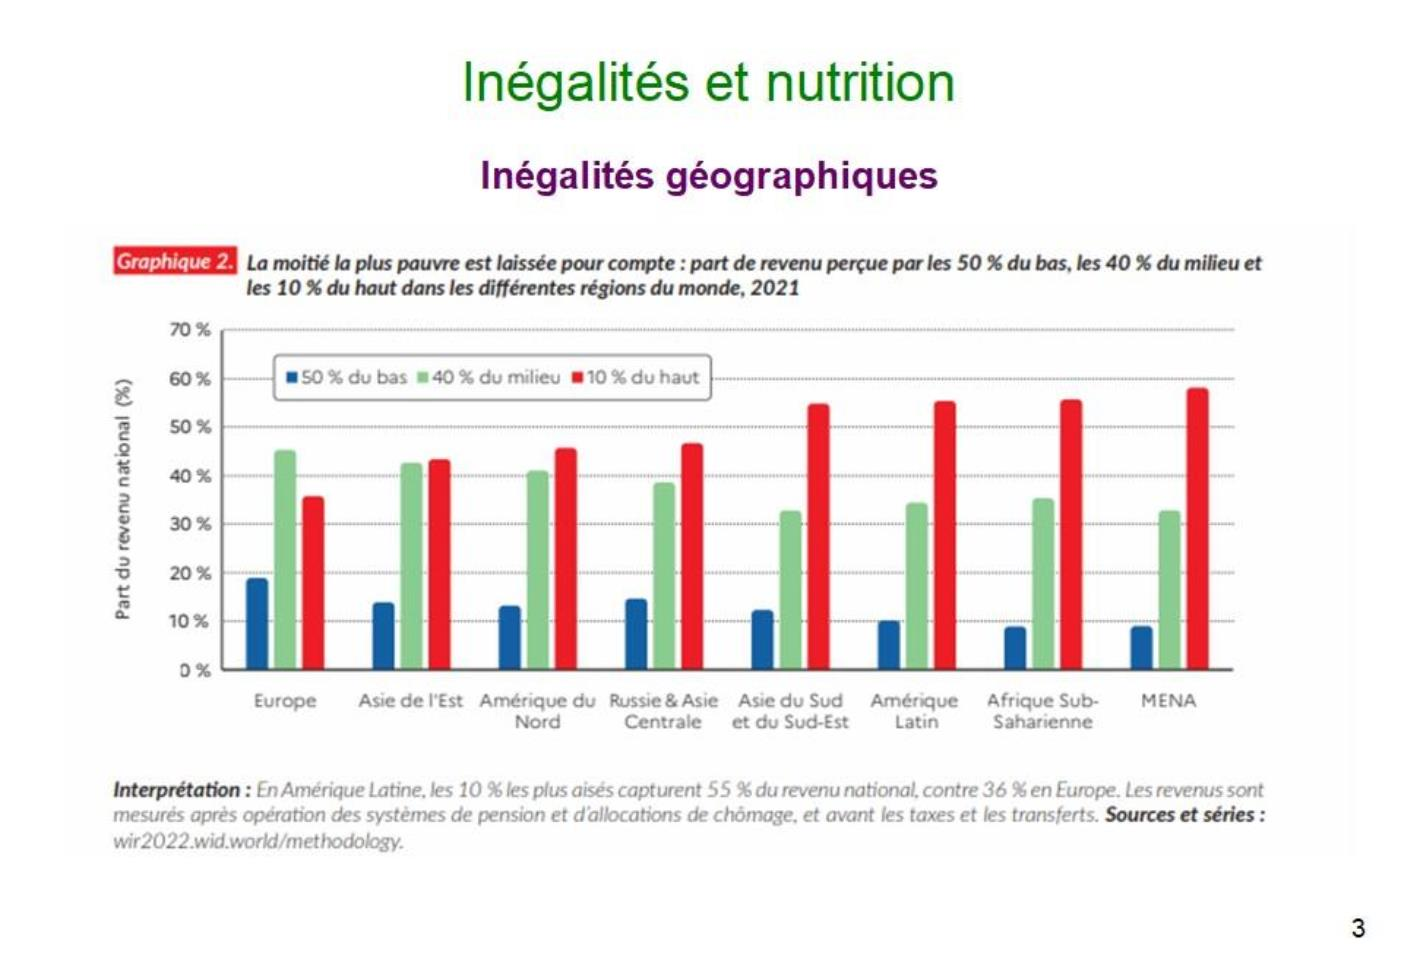 Inégalités et nutrition
Inégalités géographiques
Graphique 2. La moitié la plus pauvre est laissée pour compte : part de revenu perçue par les 50 % du bas, les 40 % du milieu et
les 10 % du haut dans les différentes régions du monde, 2021
Part du revenu national (%)
70 %
60 %
50 %
40 %
30 %
20 %
10 %
0 %
50 % du bas 40 % du milieu 10 % du haut
Europe
Asie de l'Est
Amérique du
Nord
Russie & Asie
Centrale
Asie du Sud
et du Sud-Est
Amérique
Latin
Afrique Sub-
Saharienne
MENA
Interprétation : En Amérique Latine, les 10 % les plus aisés capturent 55 % du revenu national, contre 36 % en Europe. Les revenus sont
mesurés après opération des systèmes de pension et d'allocations de chômage, et avant les taxes et les transferts. Sources et séries :
wir2022.wid.world/methodology.
3